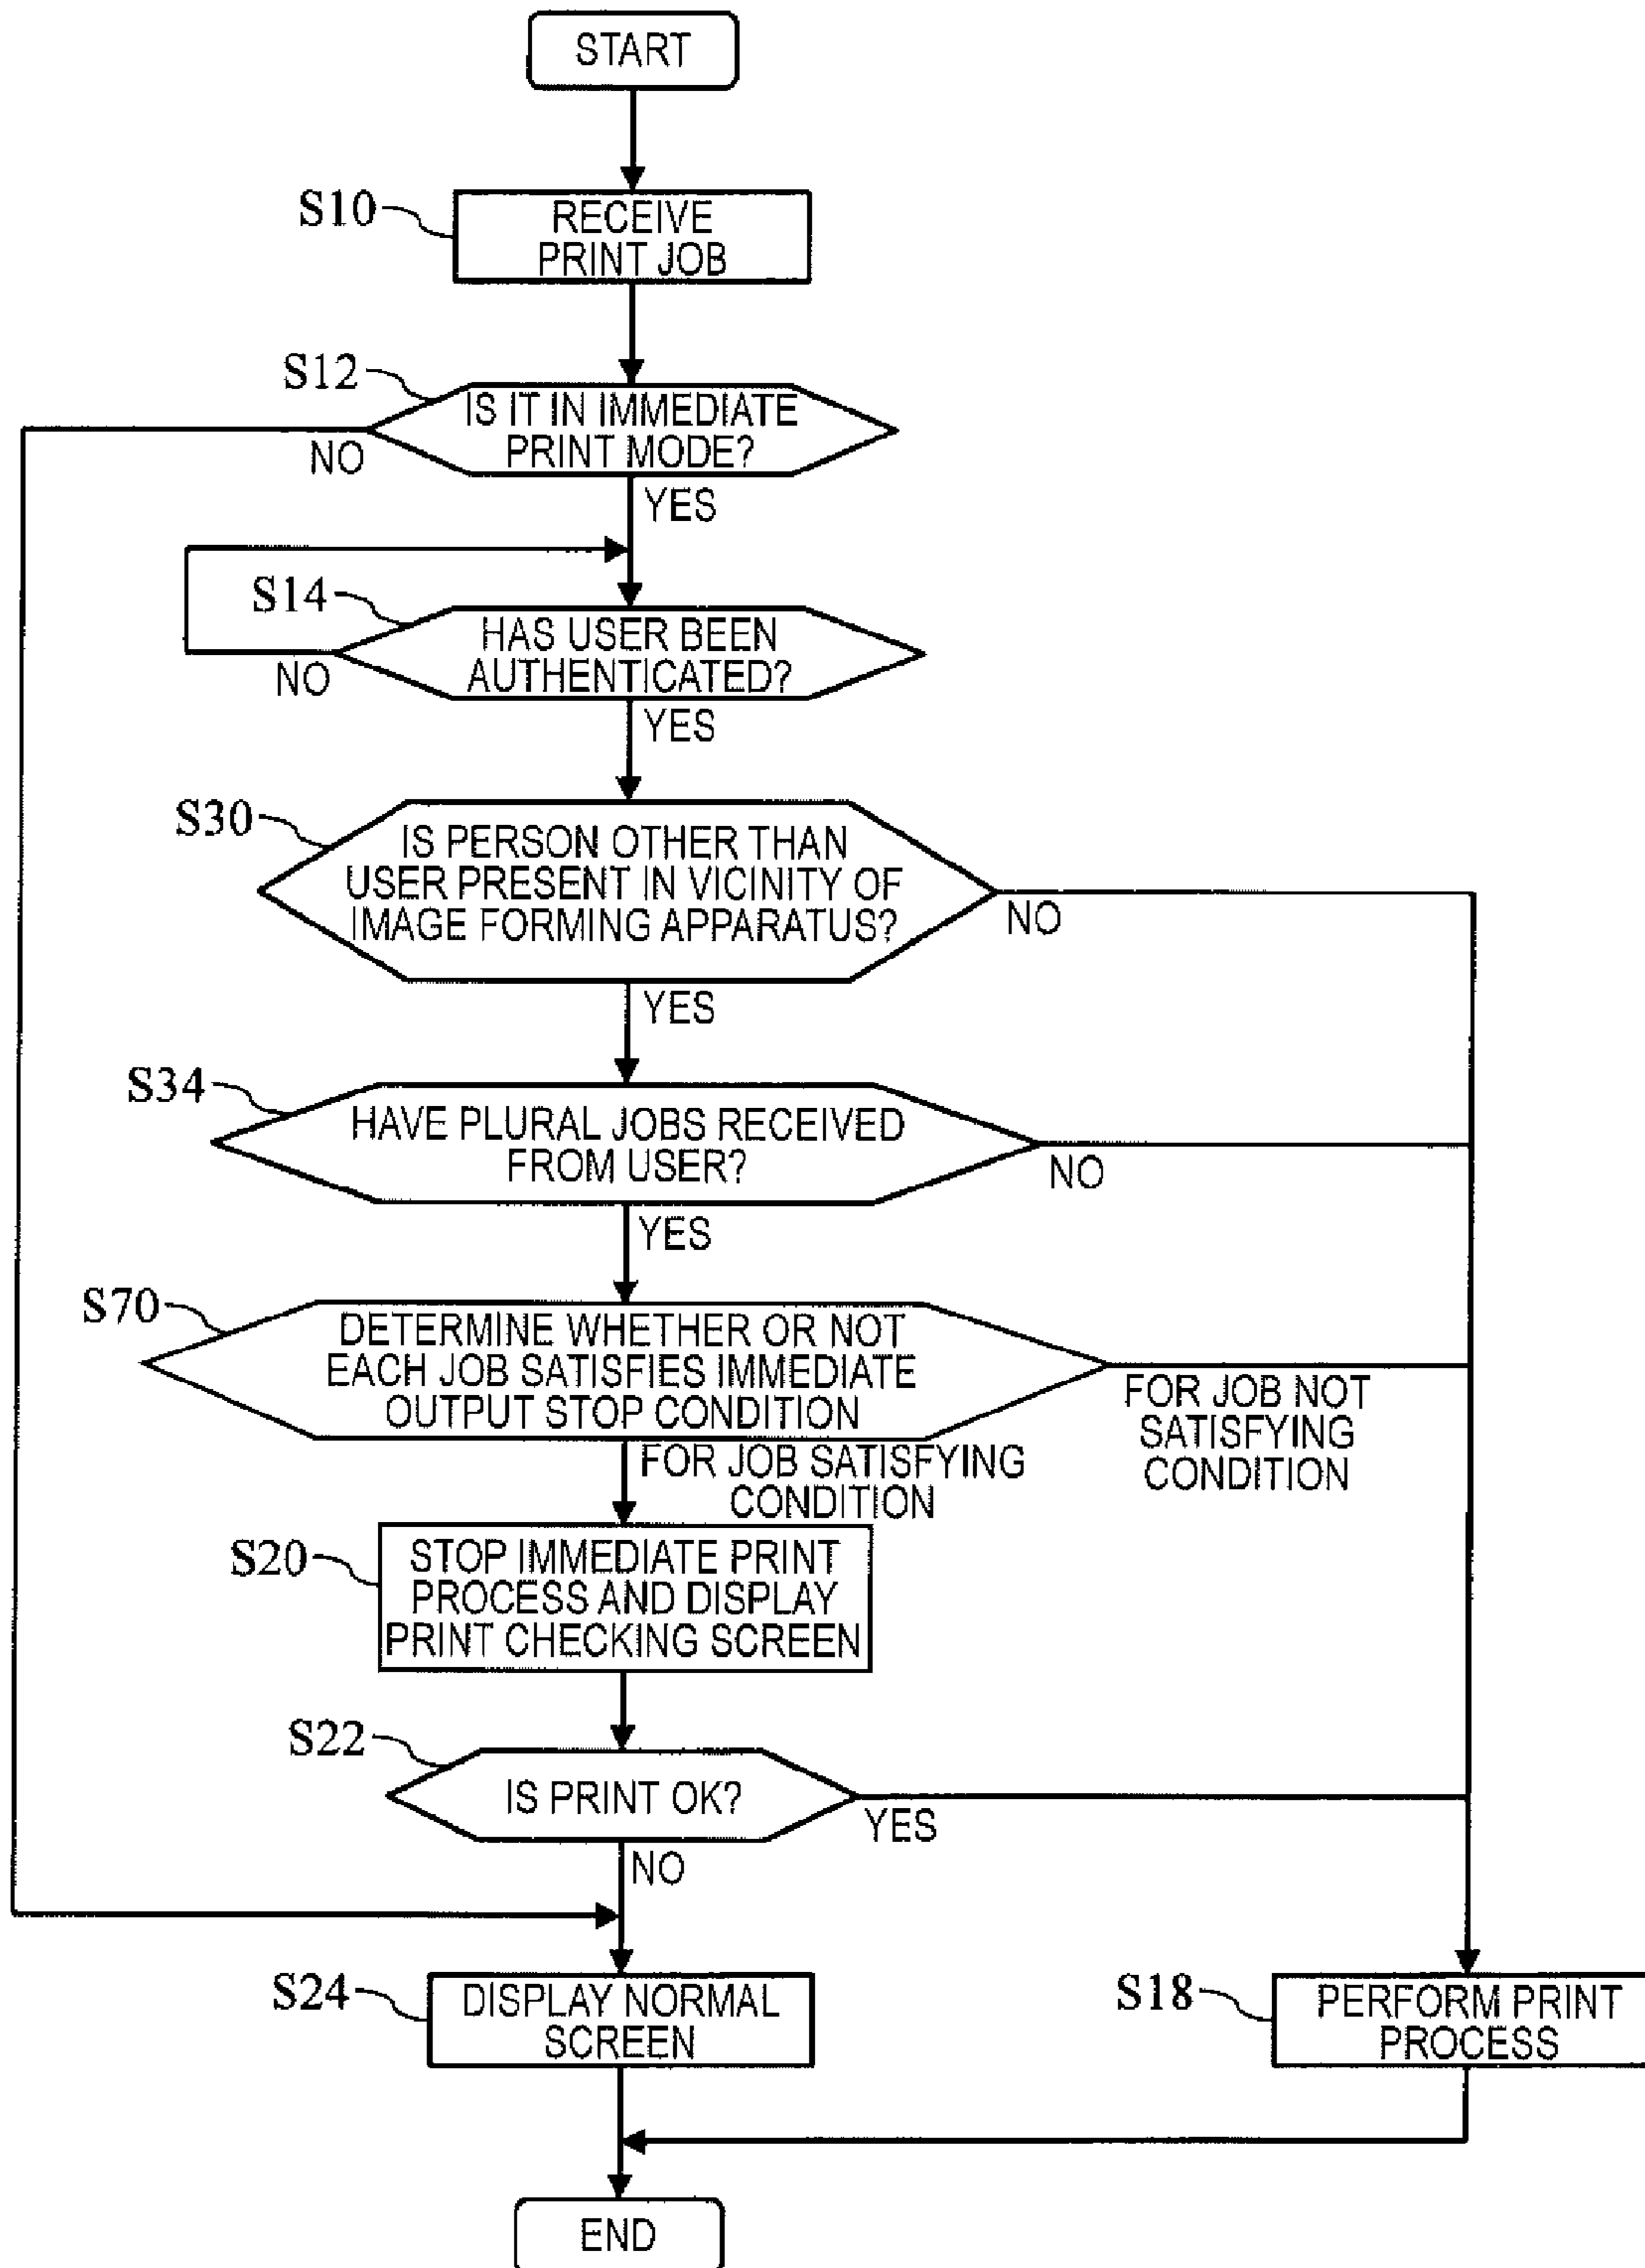 START
S10
RECEIVE
PRINT JOB
S12
IS IT IN IMMEDIATE
PRINT MODE?
NO
YES
S14
HAS USER BEEN
AUTHENTICATED?
NO
YES
S30
IS PERSON OTHER THAN
USER PRESENT IN VICINITY OF
IMAGE FORMING APPARATUS?
NO
YES
S34
HAVE PLURAL JOBS RECEIVED
FROM USER?
NO
YES
S70
DETERMINE WHETHER OR NOT
EACH JOB SATISFIES IMMEDIATE
OUTPUT STOP CONDITION
FOR JOB NOT
SATISFYING
CONDITION
FOR JOB SATISFYING
CONDITION
S20
STOP IMMEDIATE PRINT
PROCESS AND DISPLAY
PRINT CHECKING SCREEN
S22
IS PRINT OK?
YES
NO
S24
DISPLAY NORMAL
SCREEN
S18
PERFORM PRINT
PROCESS
END